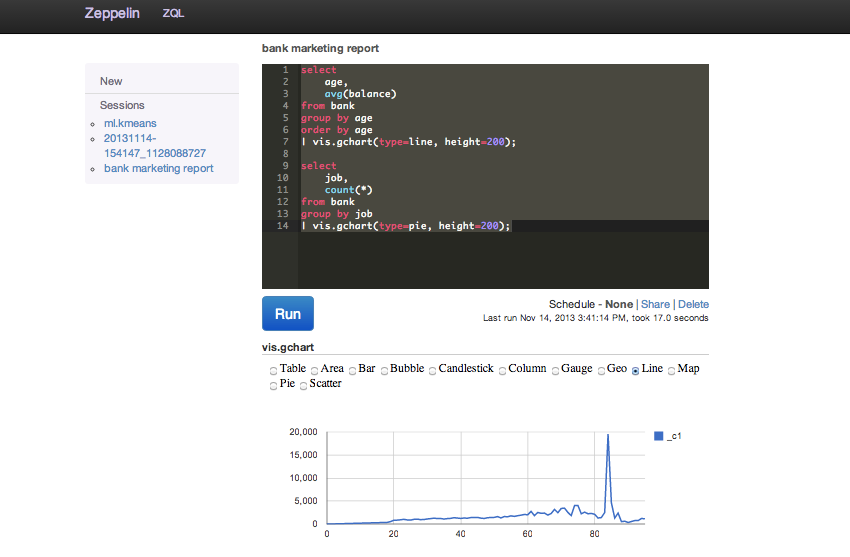 Zeppelin ZQL
bank marketing report
New
Sessions
ml.kmeans
20131114-
154147_1128088727
bank marketing report
1 select
2 age,
3 avg(balance)
4 from bank
5 group by age
6 order by age
7 | vis.gchart(type=line, height=200);
8
9 select
10 job,
11 count(*)
12 from bank
13 group by job
14 | vis.gchart(type=pie, height=200);
Run
Schedule - None | Share | Delete
Last run Nov 14, 2013 3:41:14 PM, took 17.0 seconds
vis.gchart
Table Area Bar Bubble Candlestick Column Gauge Geo Line Map
Pie Scatter
20,000
15,000
10,000
5,000
0
0 20 40 60 80
_c1